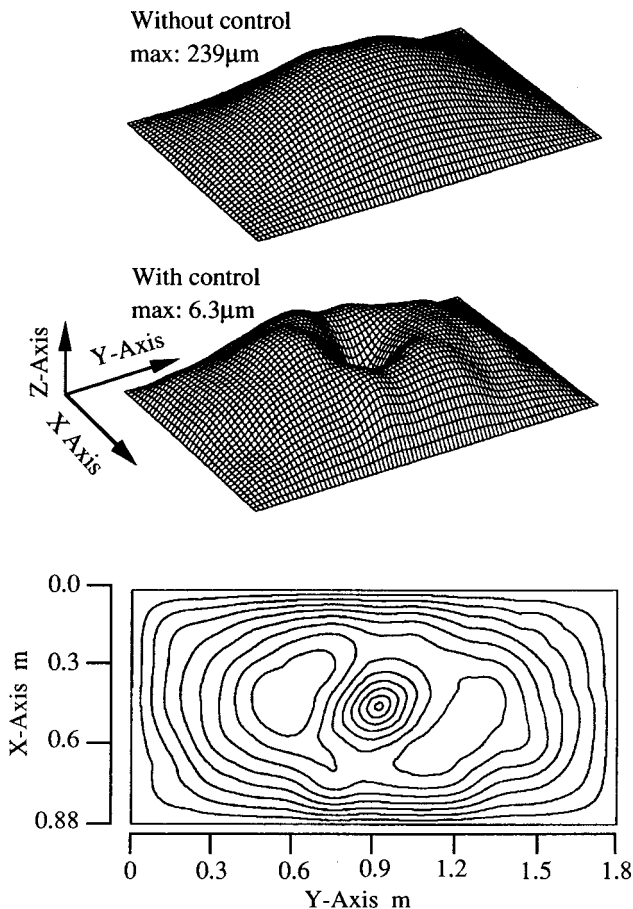 Without control
max: 239μm
With control
max: 6.3μm
Z-Axis
Y-Axis
X Axis
0.0
0.3
0.6
0.88
X-Axis m
0 0.3 0.6 0.9 1.2 1.5 1.8
Y-Axis m